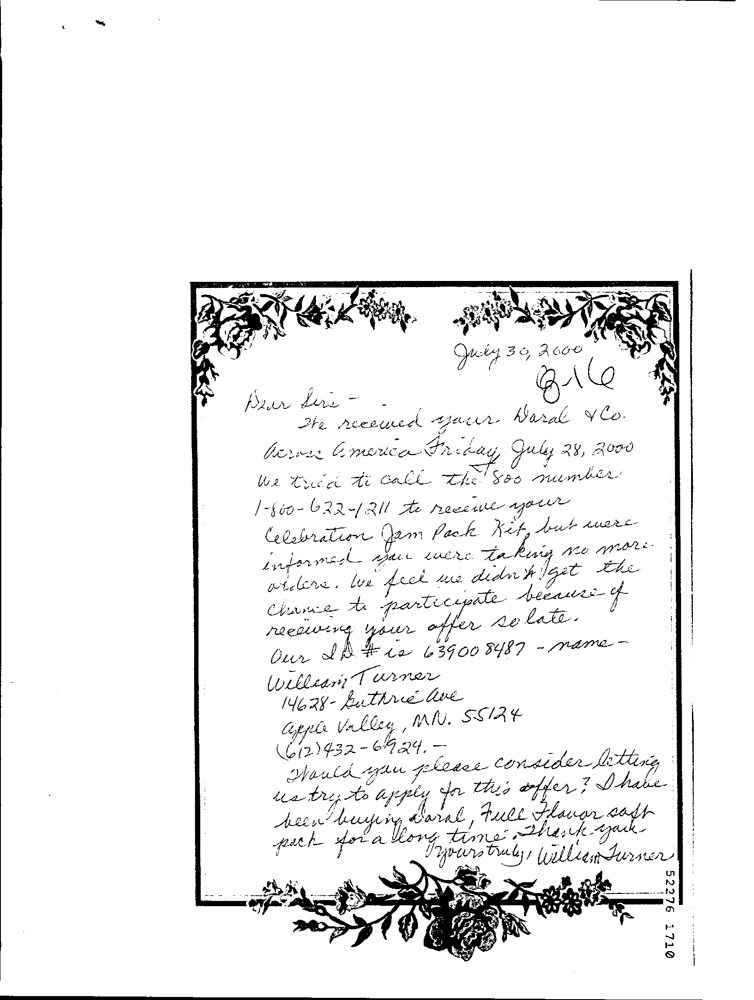 July 30, 2000
8-16
Dear Sirs -
We received your Doral & Co.
Across America Friday, July 28, 2000
We tried to call the 800 number
1-800-622-1211 to receive your
Celebration Jam Pack Kit, but were
informed you were taking no more
orders. We feel we didn't get the
chance to participate because of
receiving your offer so late.
Our ID # is 639008487 - name -
William Turner
14628 - Guthrie Ave
Apple Valley, MN. 55124
(612) 432-6924. -
Would you please consider letting
us try to apply for this offer? I have
been buying Doral, Full Flavor soft
pack for a long time. Thank you
Yours truly, William Turner
52276 1710